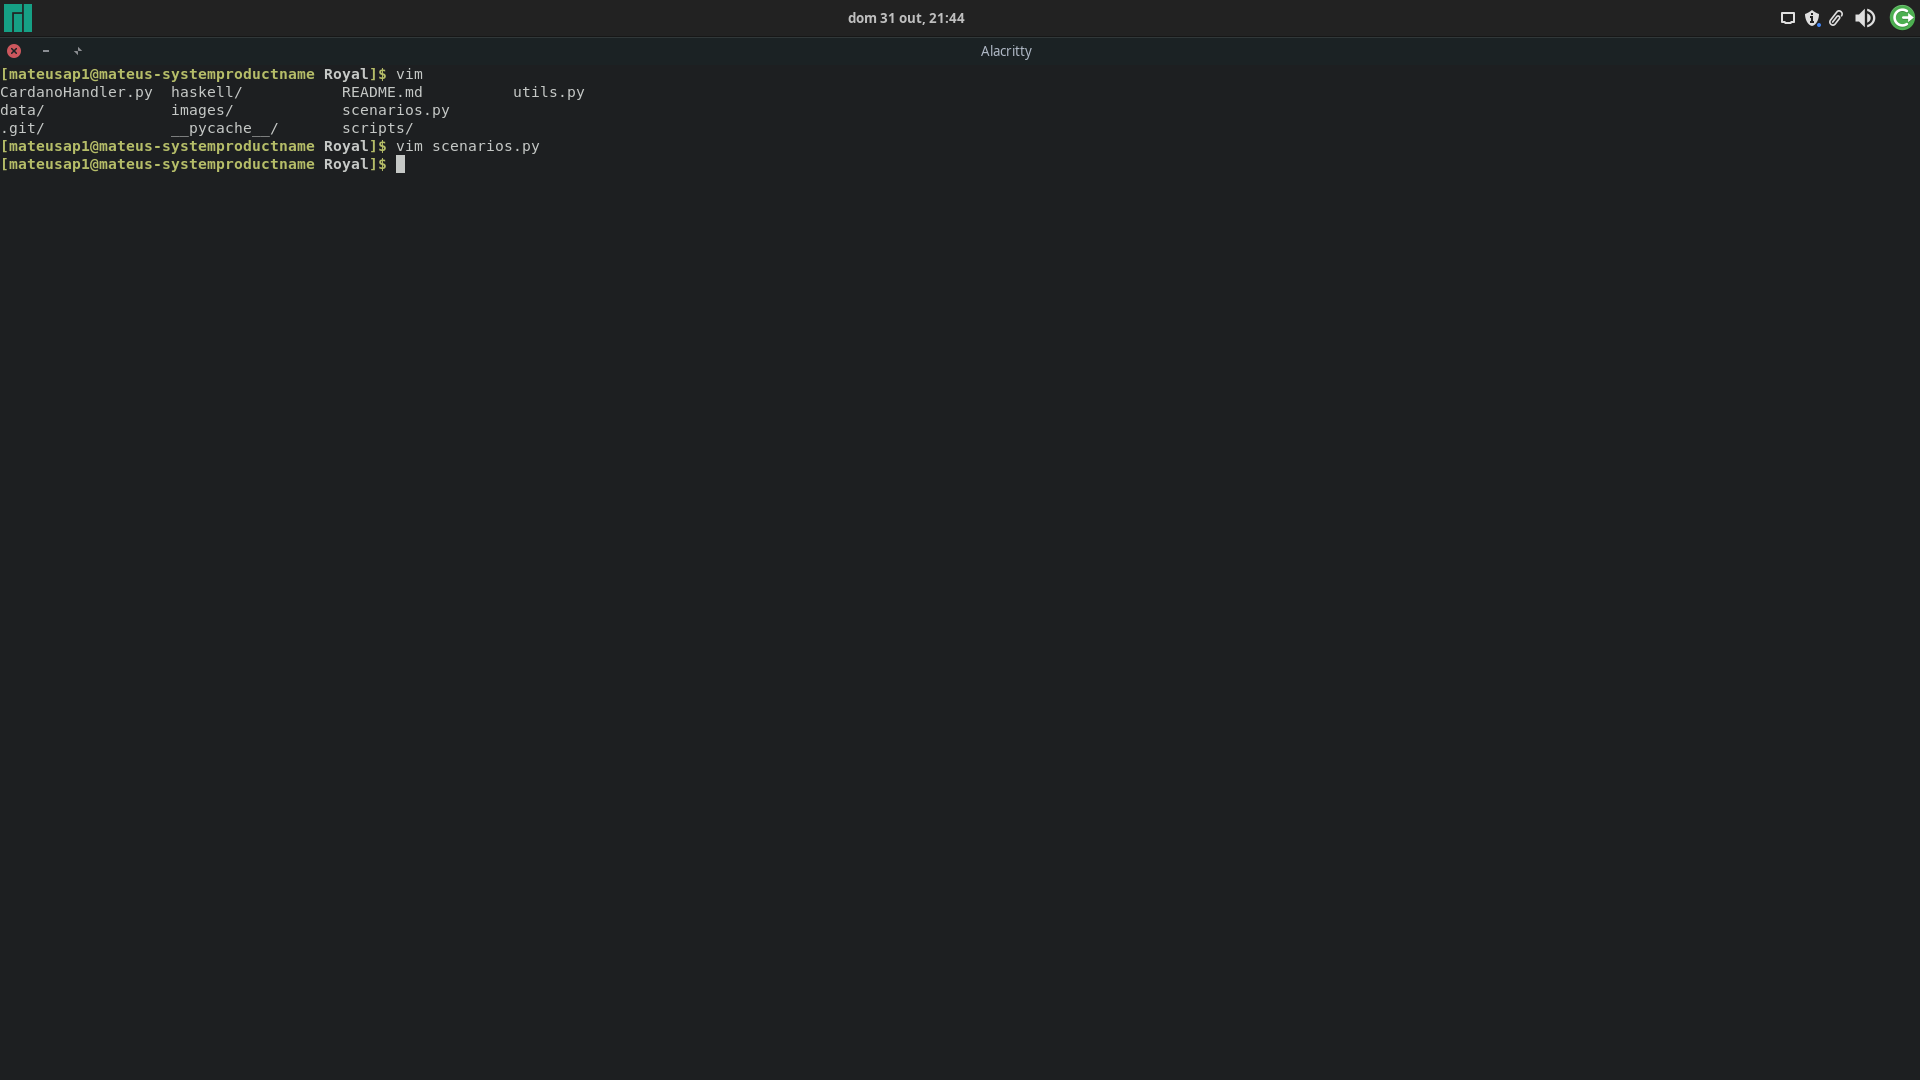 dom 31 out, 21:44
Alacritty
[mateusap1@mateus-systemproductname Royal]$ vim
CardanoHandler.py  haskell/           README.md          utils.py
data/              images/            scenarios.py
.git/              __pycache__/       scripts/
[mateusap1@mateus-systemproductname Royal]$ vim scenarios.py
[mateusap1@mateus-systemproductname Royal]$